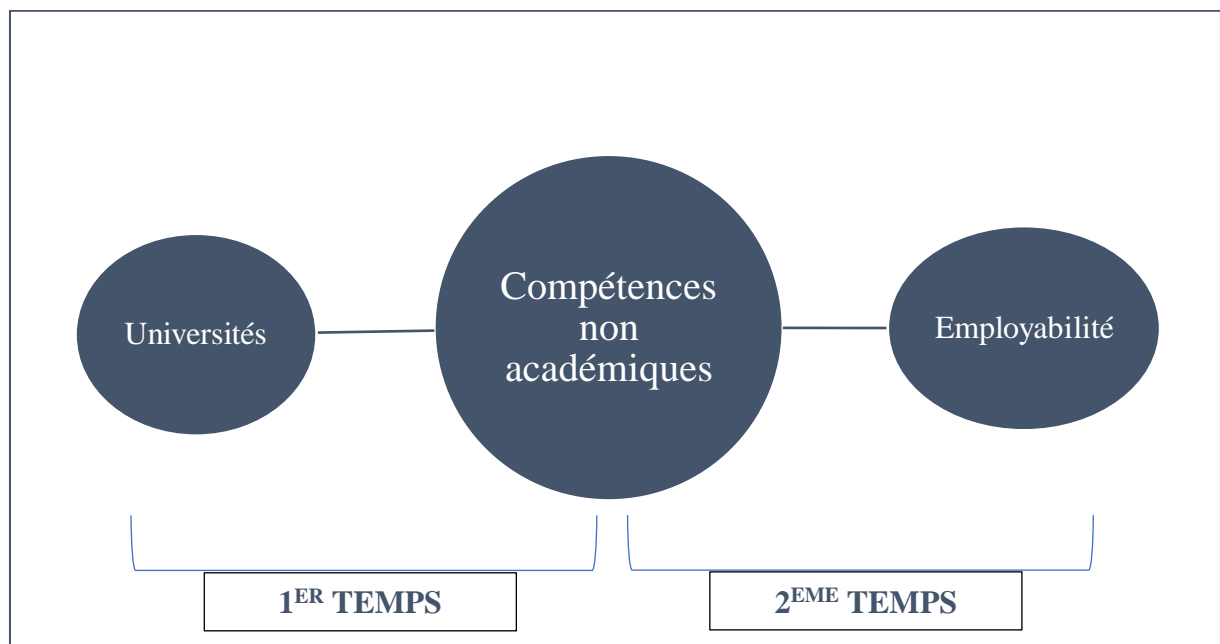 Universités
Compétences
non
académiques
Employabilité
1ER TEMPS
2EME TEMPS